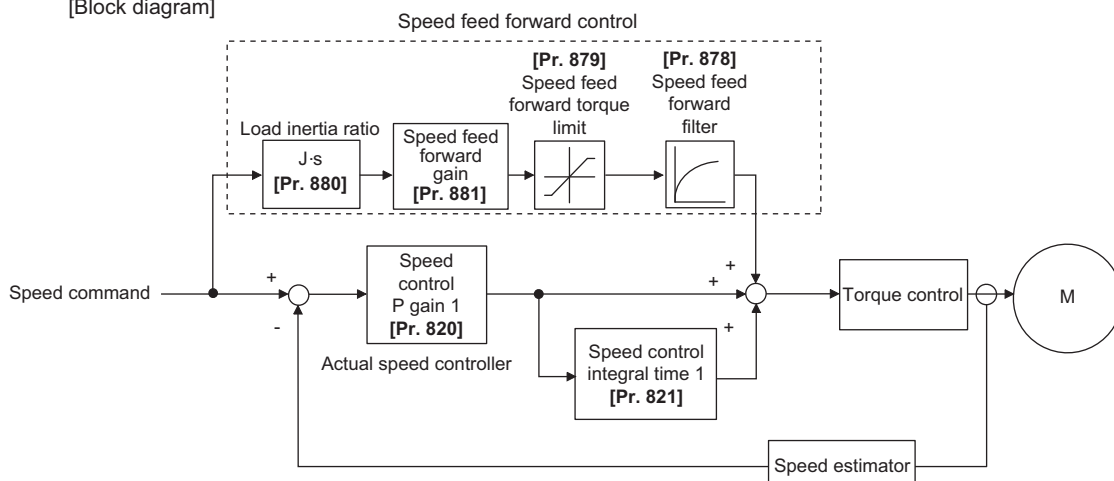 [Block diagram]
Speed feed forward control
[Pr. 879]
Speed feed
forward torque
limit
[Pr. 878]
Speed feed
forward
filter
Load inertia ratio
J·s
[Pr. 880]
Speed feed
forward
gain
[Pr. 881]
Speed command
+
-
Speed
control
P gain 1
[Pr. 820]
Actual speed controller
Speed control
integral time 1
[Pr. 821]
+
+
+
Torque control
M
Speed estimator